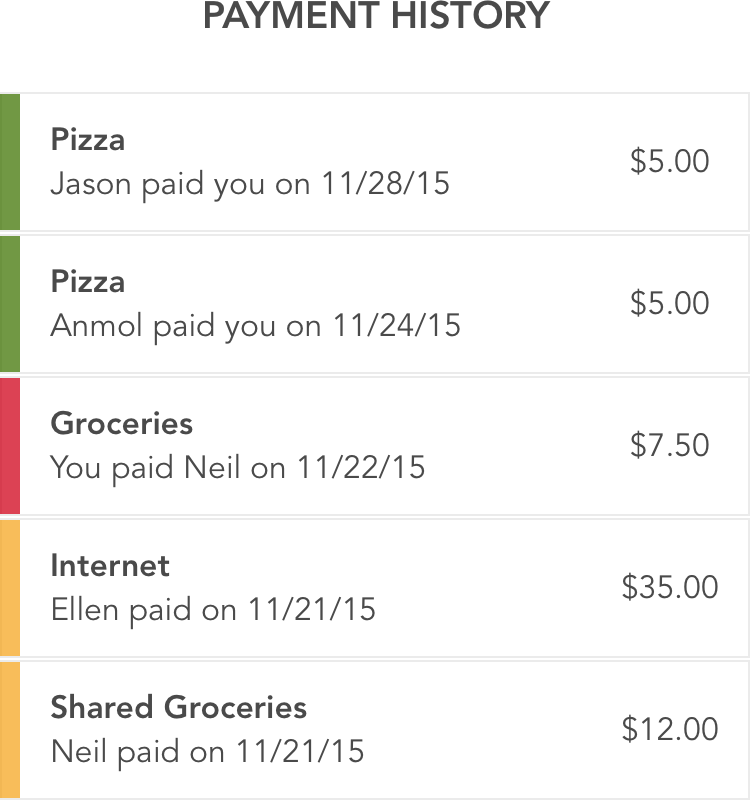 PAYMENT HISTORY
Pizza
Jason paid you on 11/28/15
$5.00
Pizza
Anmol paid you on 11/24/15
$5.00
Groceries
You paid Neil on 11/22/15
$7.50
Internet
Ellen paid on 11/21/15
$35.00
Shared Groceries
Neil paid on 11/21/15
$12.00